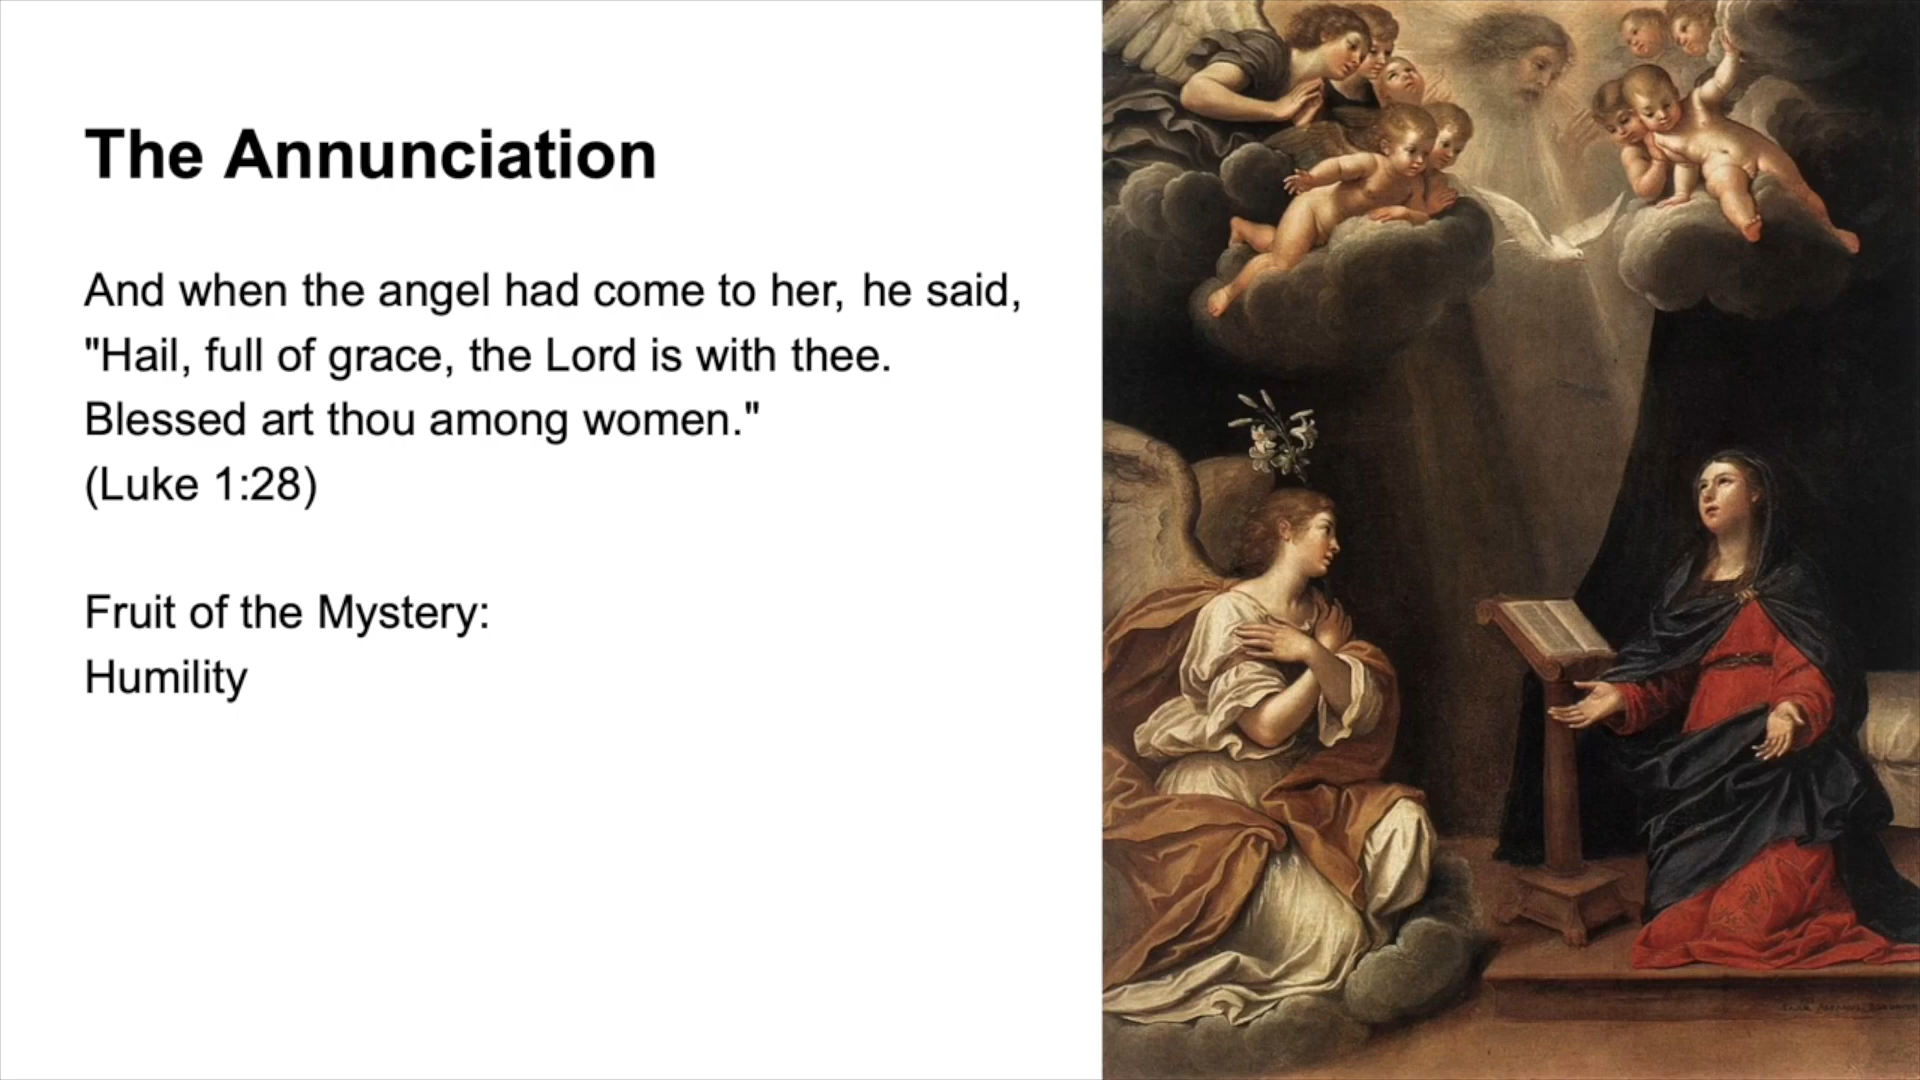 The Annunciation
And when the angel had come to her, he said,
"Hail, full of grace, the Lord is with thee.
Blessed art thou among women."
(Luke 1:28)
Fruit of the Mystery:
Humility